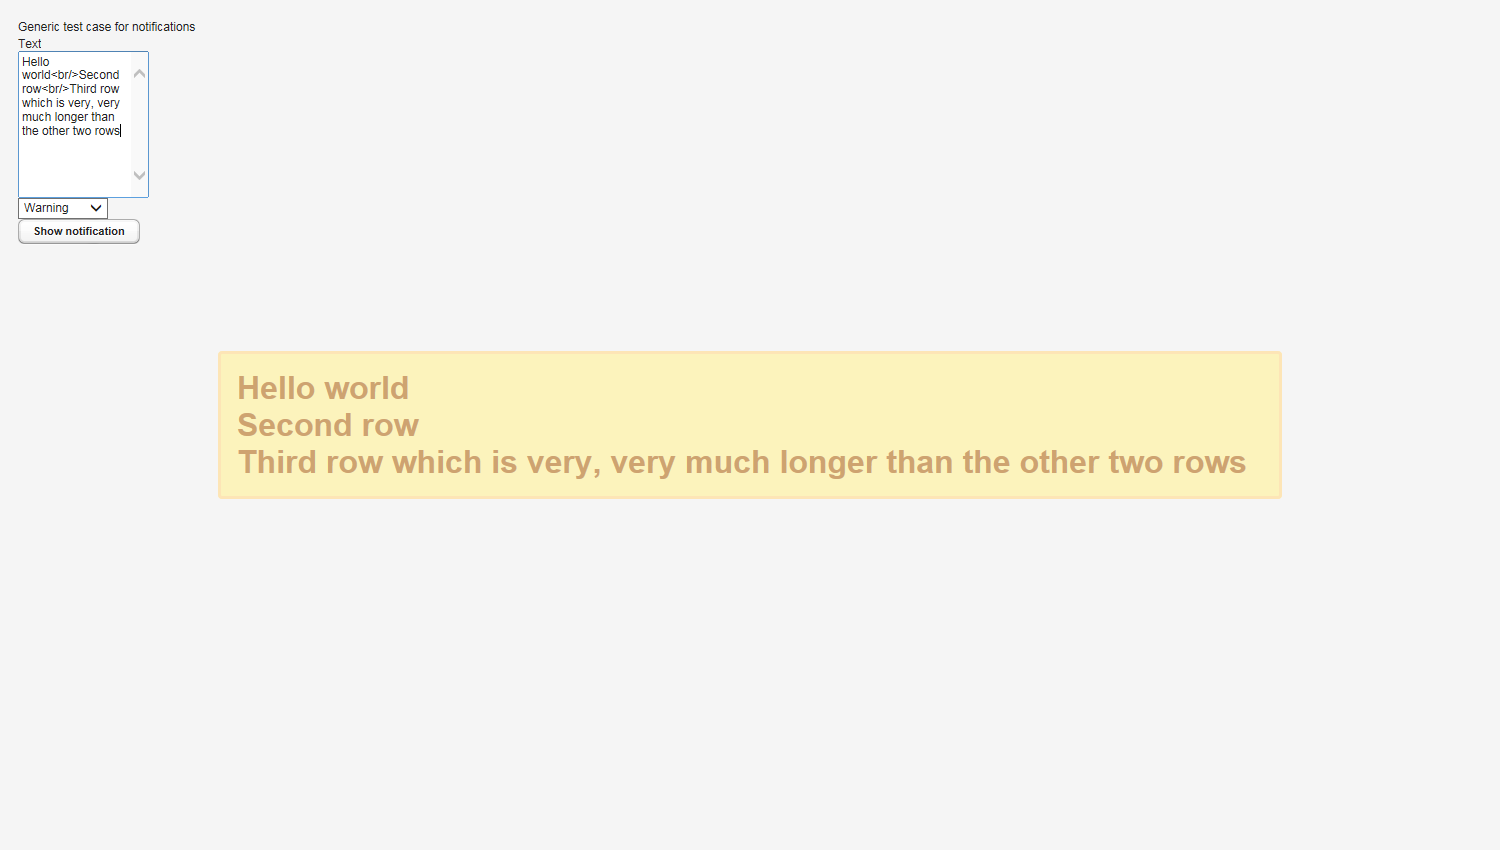 Generic test case for notifications
Text
Hello
world<br/>Second
row<br/>Third row
which is very, very
much longer than
the other two rows
Warning
Show notification
Hello world
Second row
Third row which is very, very much longer than the other two rows